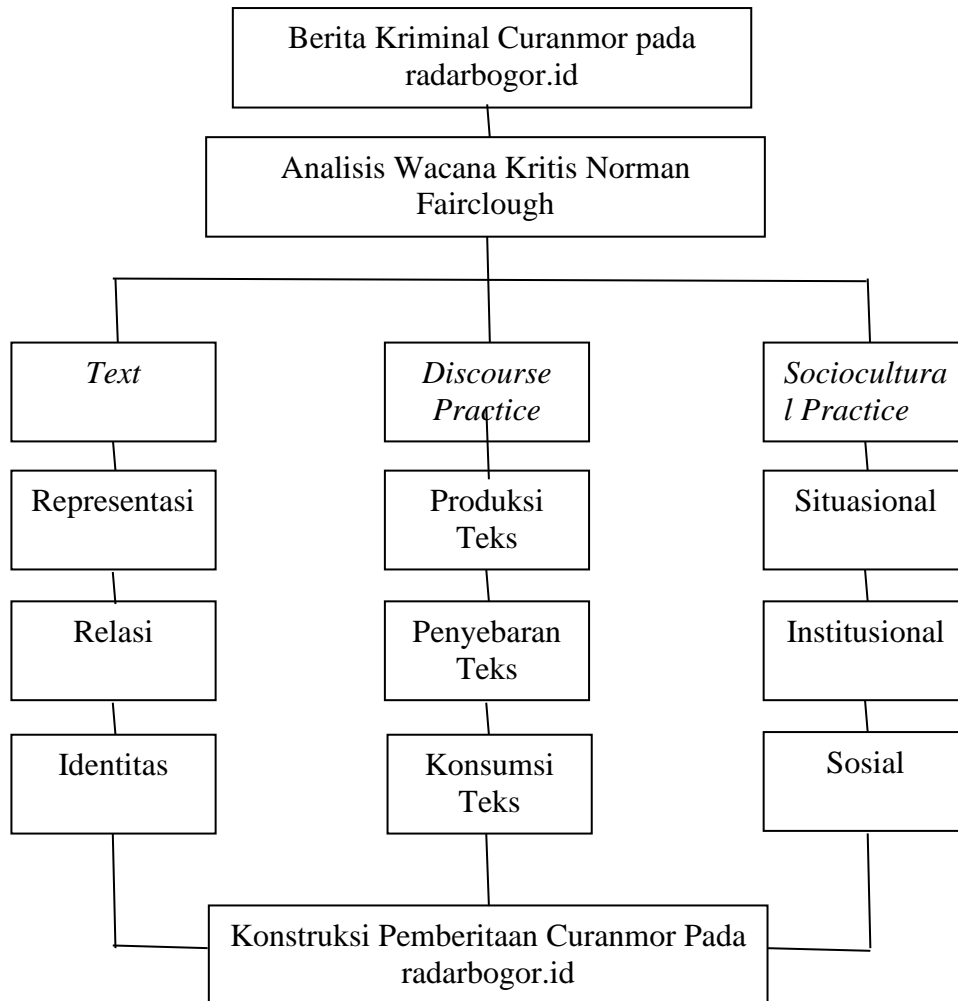 Berita Kriminal Curanmor pada
radarbogor.id
Analisis Wacana Kritis Norman
Fairclough
Text
Discourse
Practice
Sociocultura
l Practice
Representasi
Produksi
Teks
Situasional
Relasi
Penyebaran
Teks
Institusional
Identitas
Konsumsi
Teks
Sosial
Konstruksi Pemberitaan Curanmor Pada
radarbogor.id